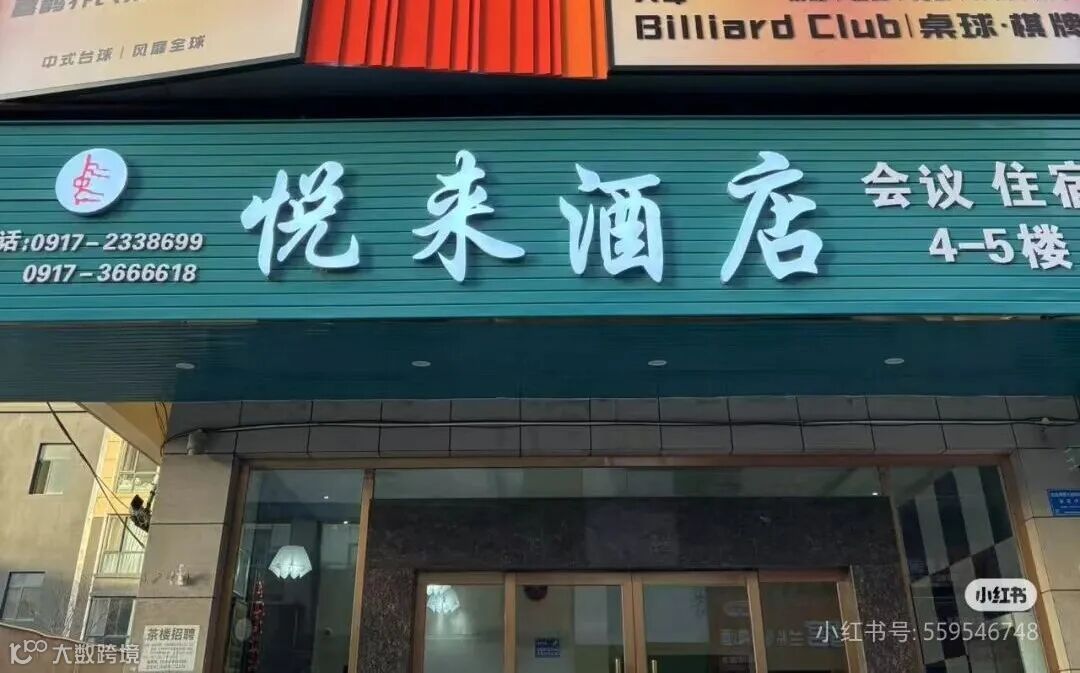 中式台球 | 风扉全球
Billiard Club | 桌球·棋牌
悦来酒店
会议 住宿
4-5楼
话:0917-2338699
0917-3666618
茶楼招聘
小红书
小红书号: 559546748
大数跨境